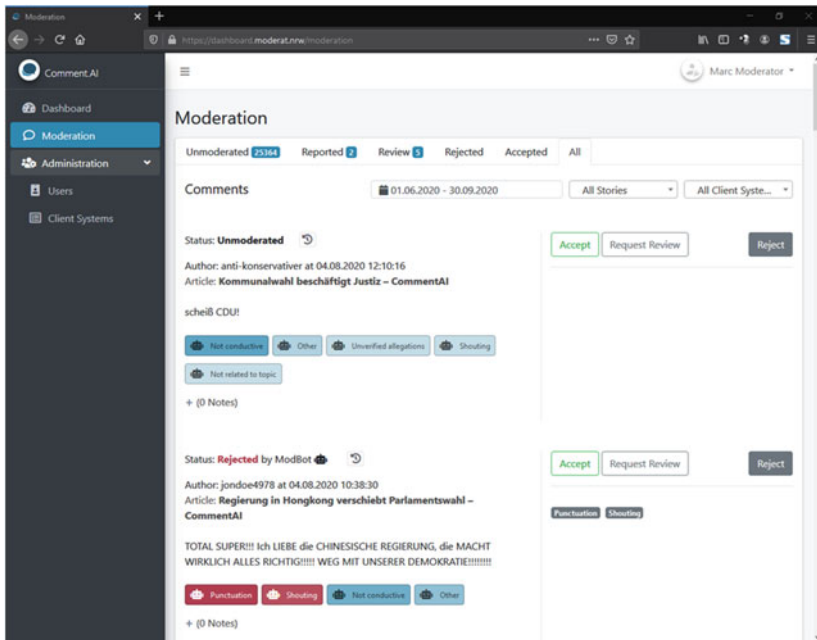 Moderation
https://dashboard.moderat.nrw/moderation
Comment.AI
Marc Moderator
Dashboard
Moderation
Administration
Users
Client Systems
Moderation
Unmoderated 25364 Reported 2 Review 5 Rejected Accepted All
Comments 01.06.2020 - 30.09.2020 All Stories All Client Syste...
Status: Unmoderated
Accept Request Review Reject
Author: anti-konservativer at 04.08.2020 12:10:16
Article: Kommunalwahl beschäftigt Justiz – CommentAI
scheiß CDU!
Not conductive Other Unverified allegations Shouting
Not related to topic
+ (0 Notes)
Status: Rejected by ModBot
Accept Request Review Reject
Author: jondoe4978 at 04.08.2020 10:38:30
Article: Regierung in Hongkong verschiebt Parlamentswahl –
CommentAI
Punctuation Shouting
TOTAL SUPER!!! Ich LIEBE die CHINESISCHE REGIERUNG, die MACHT
WIRKLICH ALLES RICHTIG!!!!! WEG MIT UNSERER DEMOKRATIE!!!!!!!!
Punctuation Shouting Not conductive Other
+ (0 Notes)